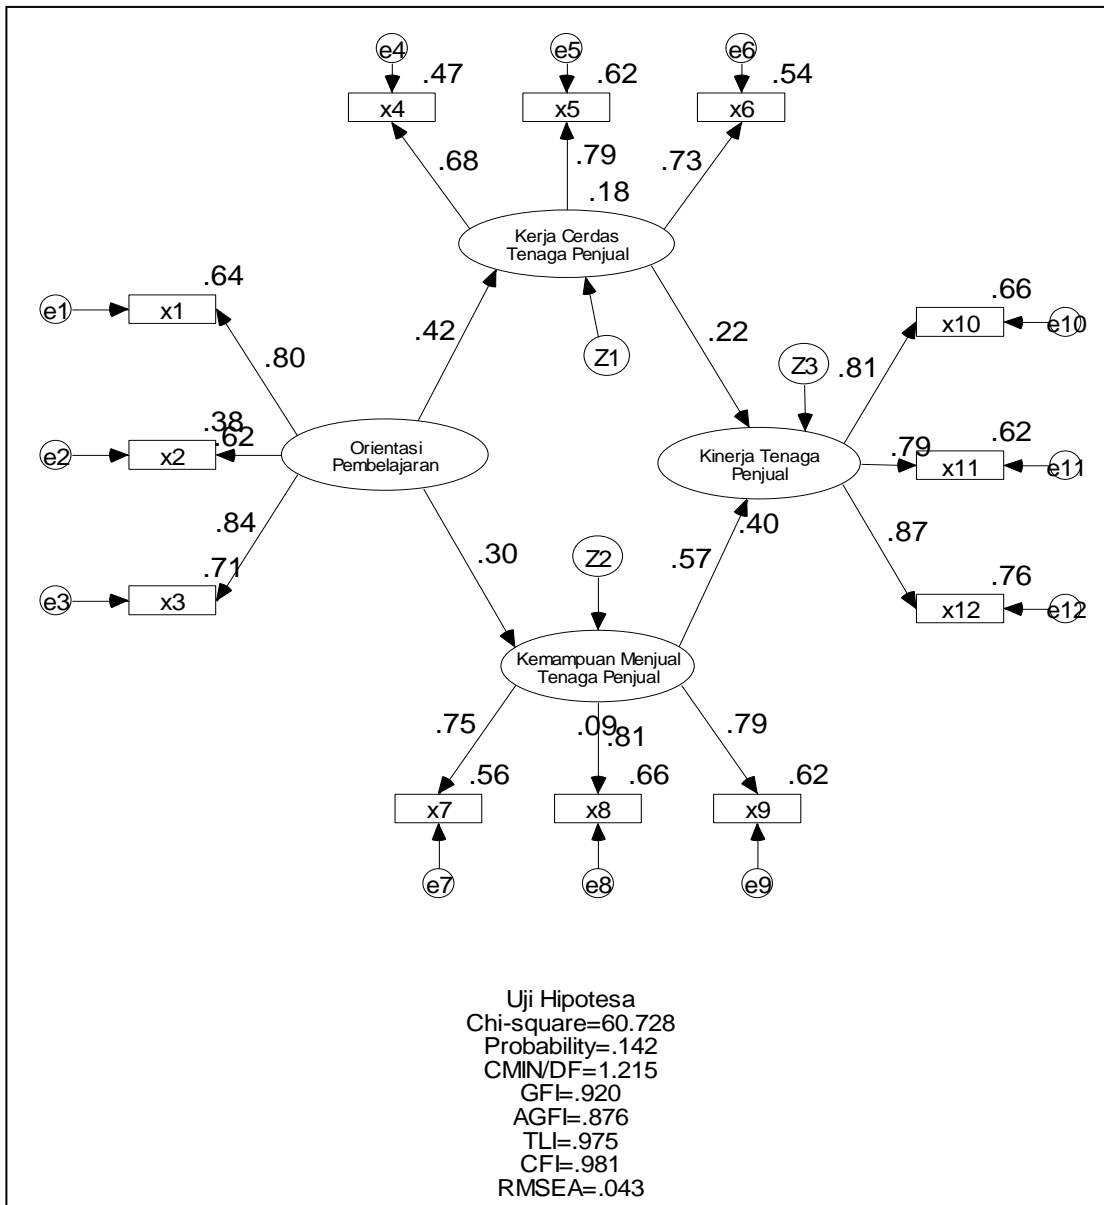 e4
e5
e6
.47
.62
.54
x4
x5
x6
.68
.79
.73
.18
Kerja Cerdas
Tenaga Penjual
.64
e1
x1
.80
.42
Z1
.22
Z3
.66
x10
e10
.81
.38
.62
e2
x2
Orientasi
Pembelajaran
Kinerja Tenaga
Penjual
.79
.62
x11
e11
.84
.71
e3
x3
.30
Z2
.57
.40
.87
.76
x12
e12
Kemampuan Menjual
Tenaga Penjual
.75
.09
.81
.79
.56
.66
.62
x7
x8
x9
e7
e8
e9
Uji Hipotesa
Chi-square=60.728
Probability=.142
CMIN/DF=1.215
GFI=.920
AGFI=.876
TLI=.975
CFI=.981
RMSEA=.043